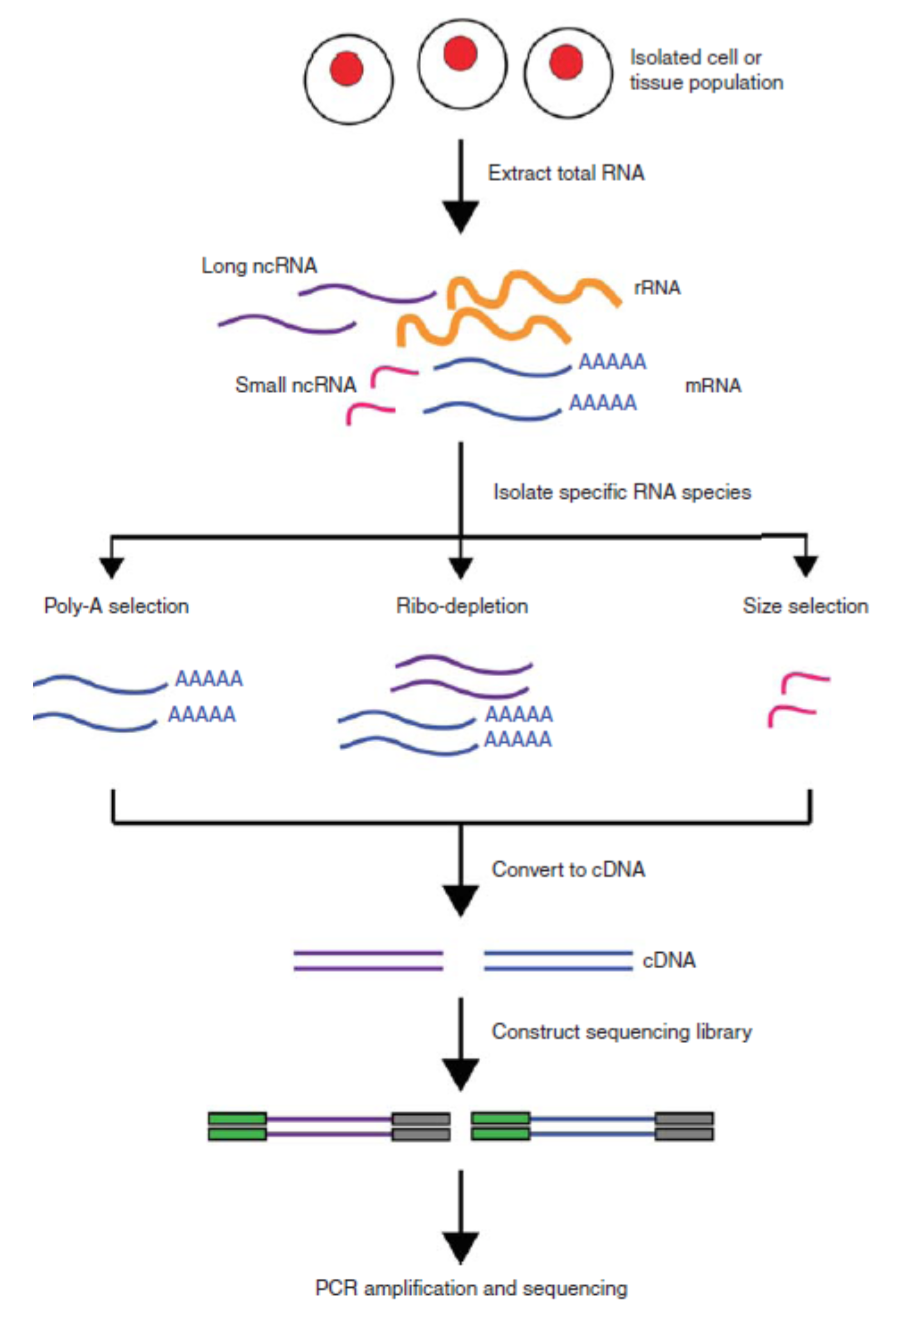 Isolated cell or
tissue population
Extract total RNA
Long ncRNA
rRNA
AAAAA
Small ncRNA
mRNA
AAAAA
Isolate specific RNA species
Poly-A selection
Ribo-depletion
Size selection
AAAAA
AAAAA
AAAAA
AAAAA
Convert to cDNA
cDNA
Construct sequencing library
PCR amplification and sequencing